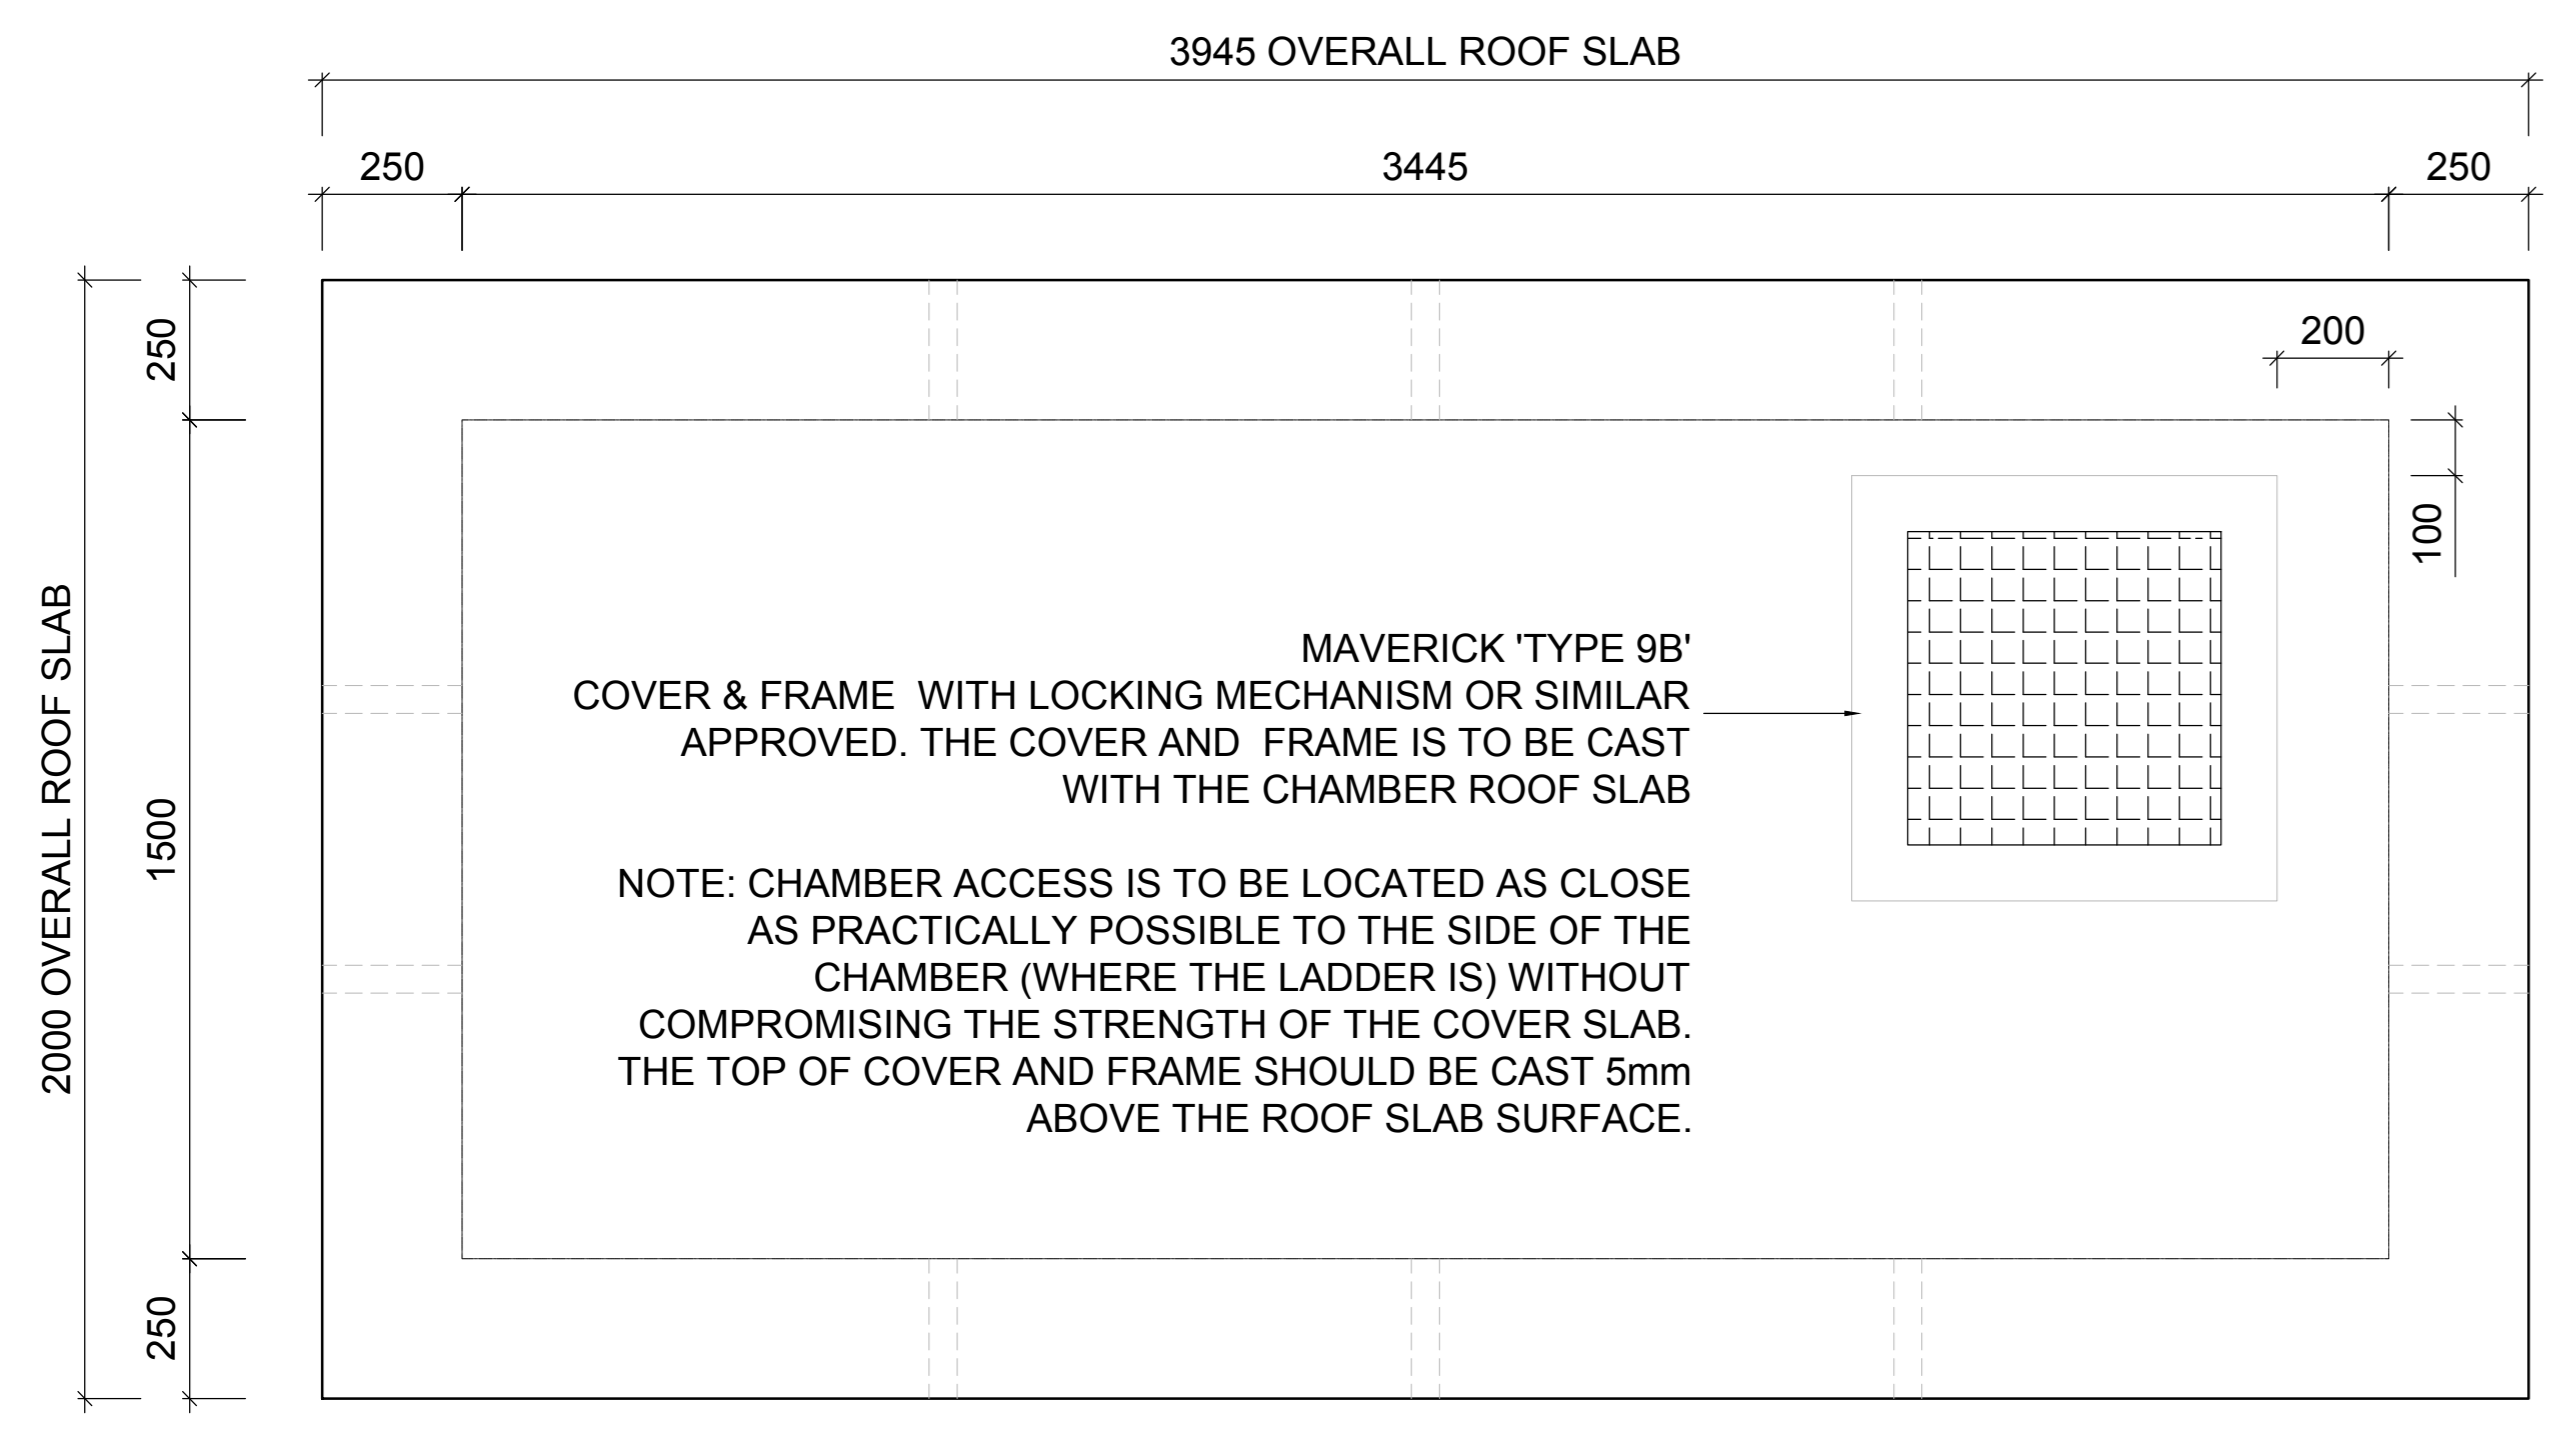 3945 OVERALL ROOF SLAB
250
3445
250
250
200
100
1500
2000 OVERALL ROOF SLAB
250
MAVERICK 'TYPE 9B'
COVER & FRAME WITH LOCKING MECHANISM OR SIMILAR
APPROVED. THE COVER AND FRAME IS TO BE CAST
WITH THE CHAMBER ROOF SLAB
NOTE: CHAMBER ACCESS IS TO BE LOCATED AS CLOSE
AS PRACTICALLY POSSIBLE TO THE SIDE OF THE
CHAMBER (WHERE THE LADDER IS) WITHOUT
COMPROMISING THE STRENGTH OF THE COVER SLAB.
THE TOP OF COVER AND FRAME SHOULD BE CAST 5mm
ABOVE THE ROOF SLAB SURFACE.